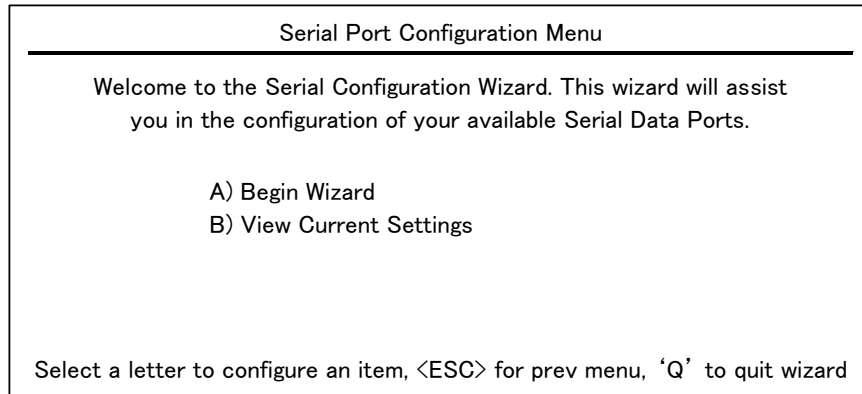 Serial Port Configuration Menu
Welcome to the Serial Configuration Wizard. This wizard will assist
you in the configuration of your available Serial Data Ports.
A) Begin Wizard
B) View Current Settings
Select a letter to configure an item, <ESC> for prev menu, ‘Q’ to quit wizard